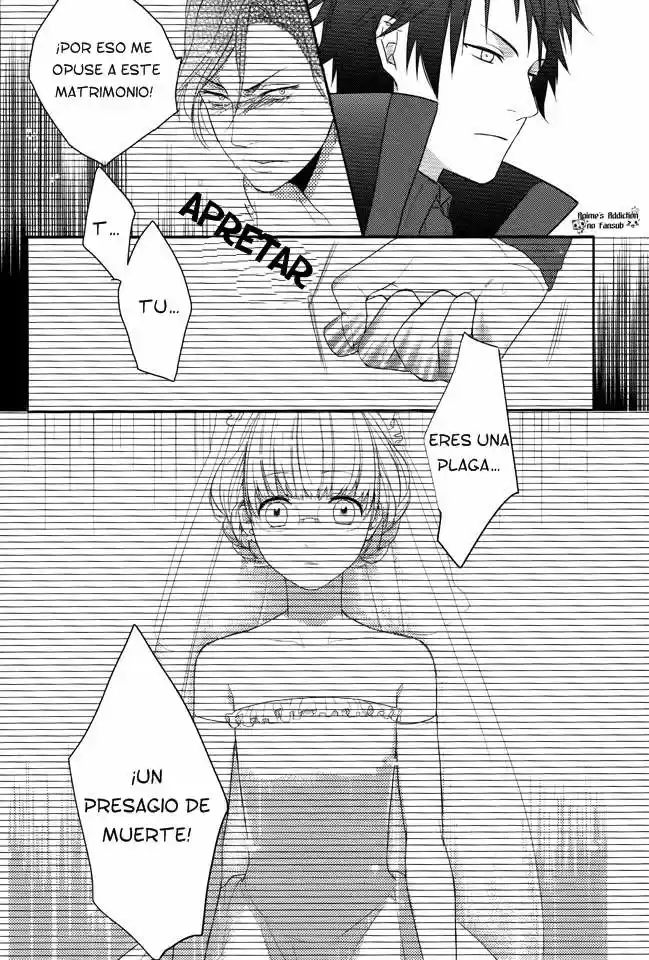 ¡POR ESO ME
OPUSE A ESTE
MATRIMONIO!
Anime's Addiction
no fansub
T...
APRETAR
TU...
ERES UNA
PLAGA...
¡UN
PRESAGIO DE
MUERTE!